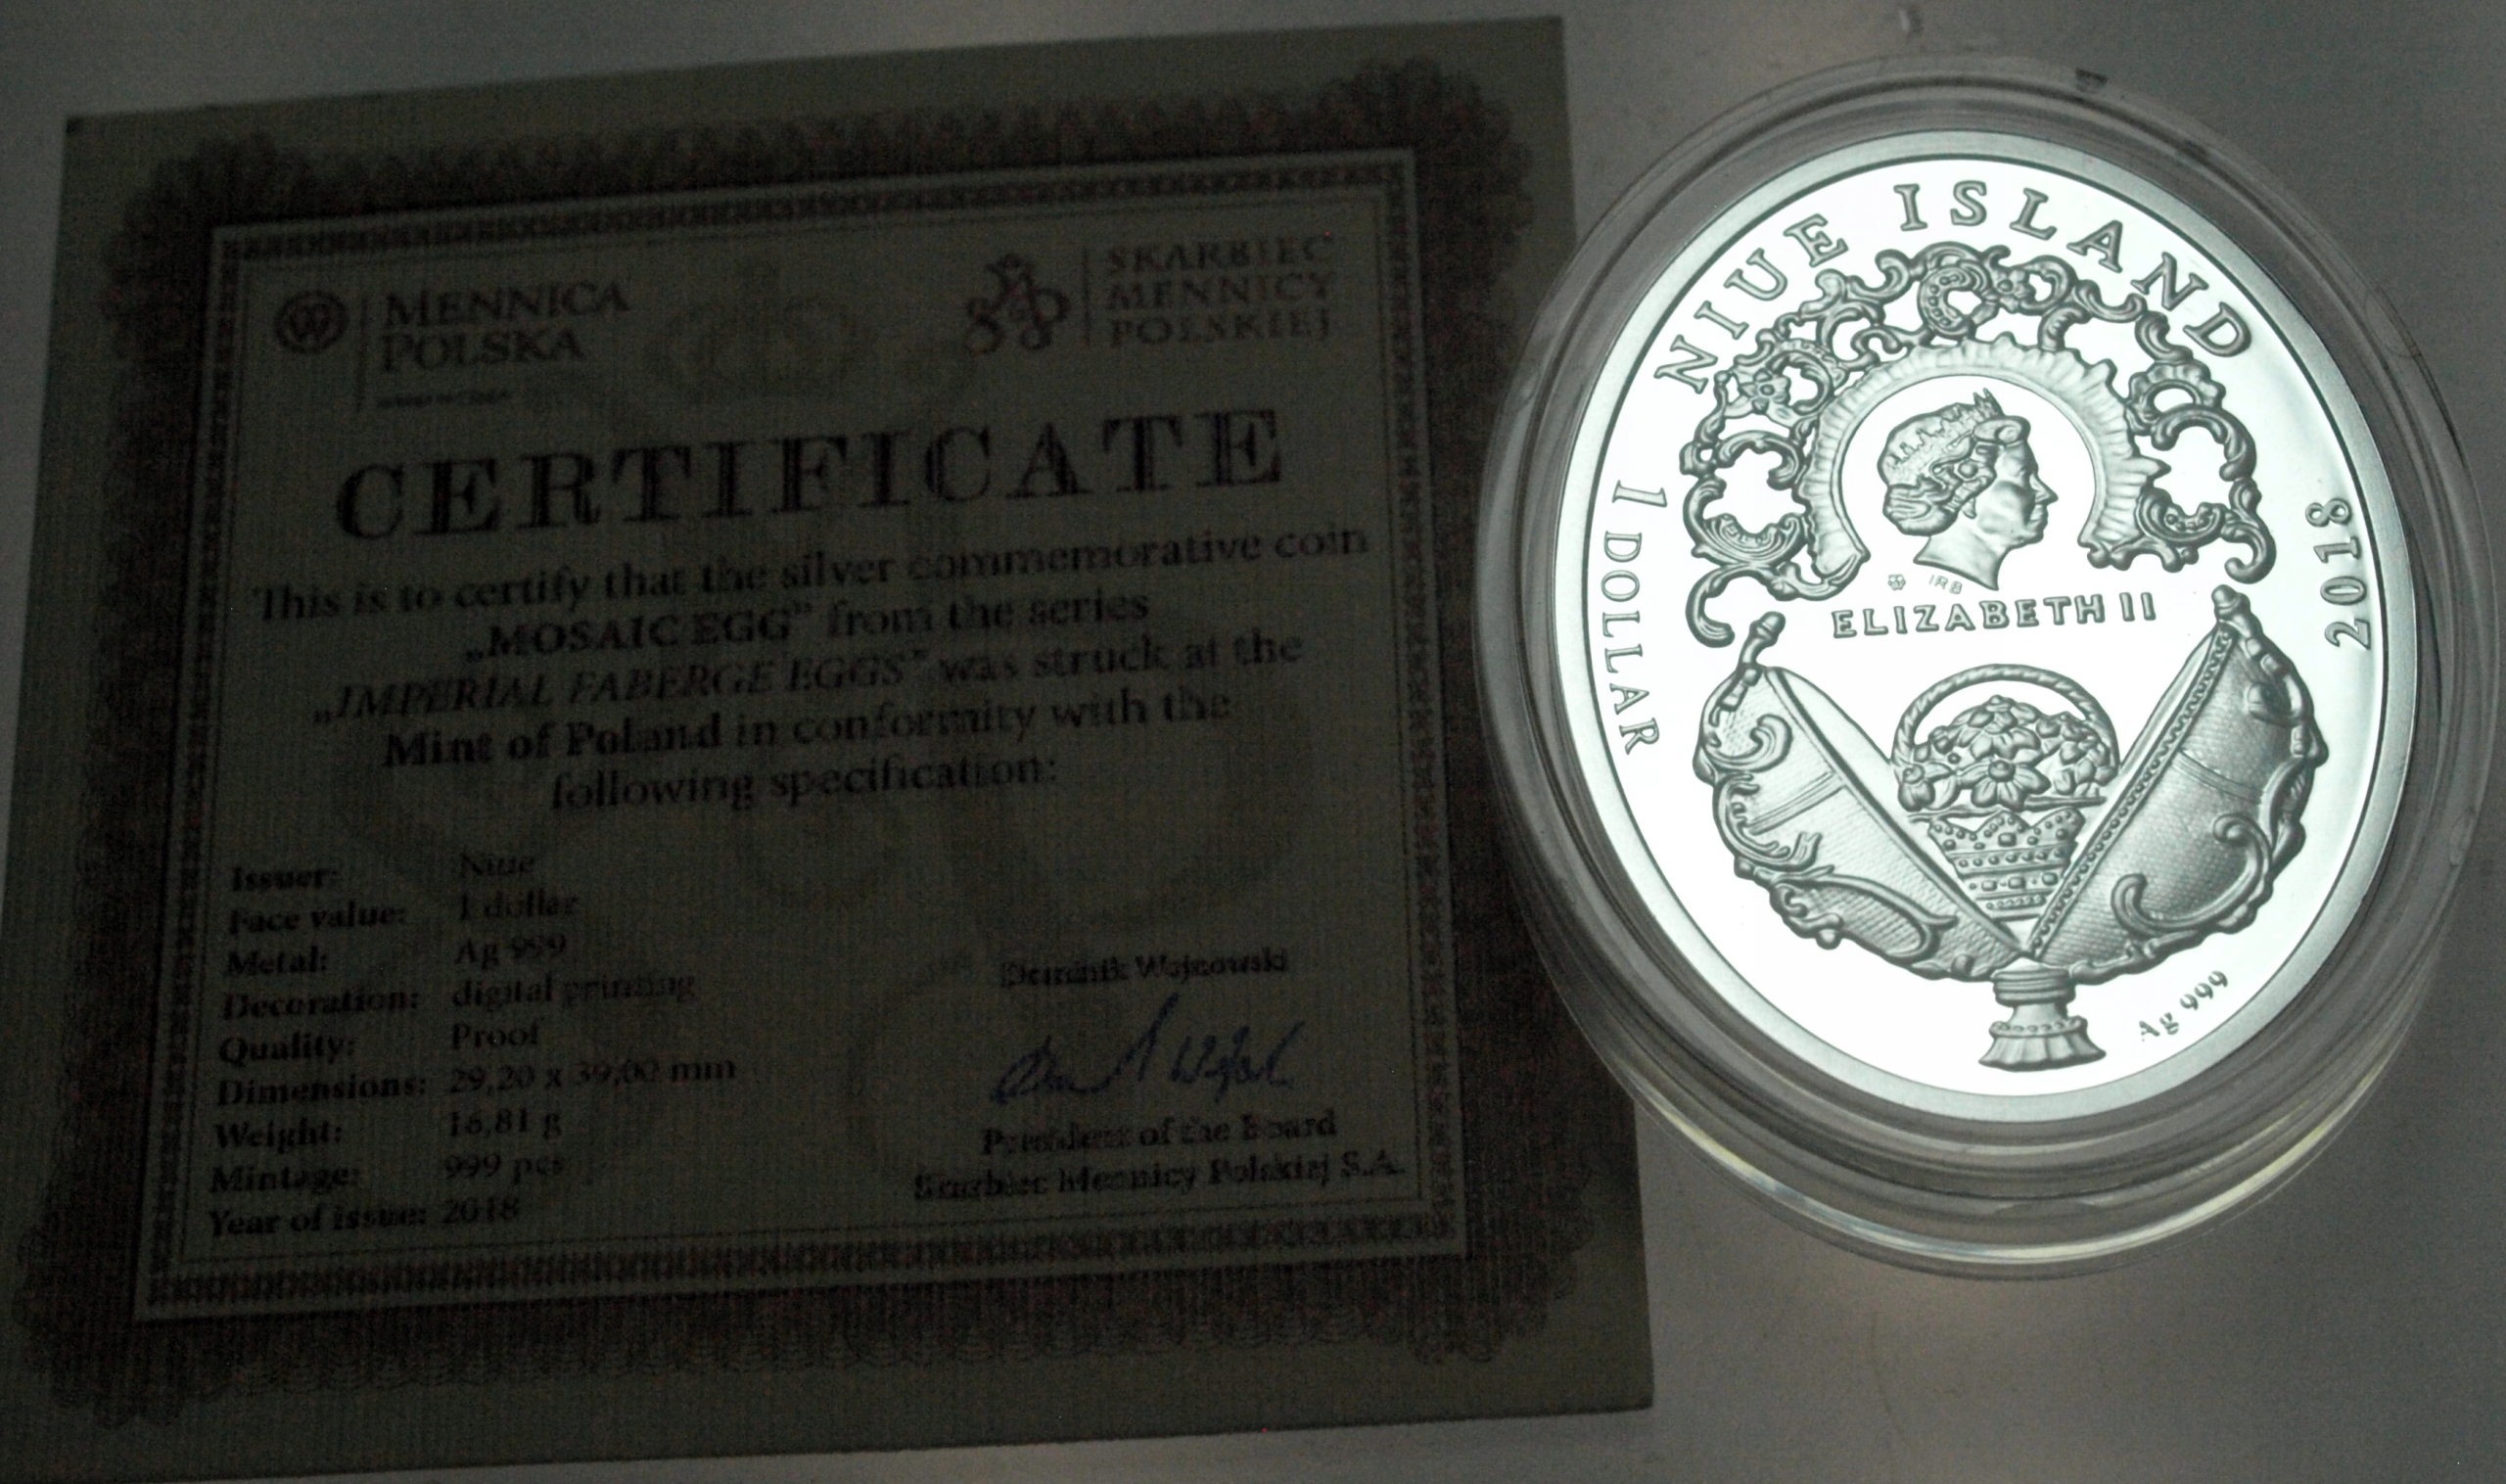 MENNICA
POLSKA
SKARBIEC
MENNICY
POLSKIEJ
CERTIFICATE
This is to certify that the silver commemorative coin
„MOSAIC EGG” from the series
„IMPERIAL FABERGE EGGS” was struck at the
Mint of Poland in conformity with the
following specification:
Issuer: Niue
Face value: 1 dollar
Metal: Ag 999
Decoration: digital printing
Quality: Proof
Dimensions: 29,20 x 39,00 mm
Weight: 16,81 g
Mintage: 999 pcs
Year of issue: 2018
Dominik
President of the Board
Skarbiec Mennicy Polskiej S.A.
NIUE ISLAND
1 DOLLAR
2018
IRB
ELIZABETH II
Ag 999